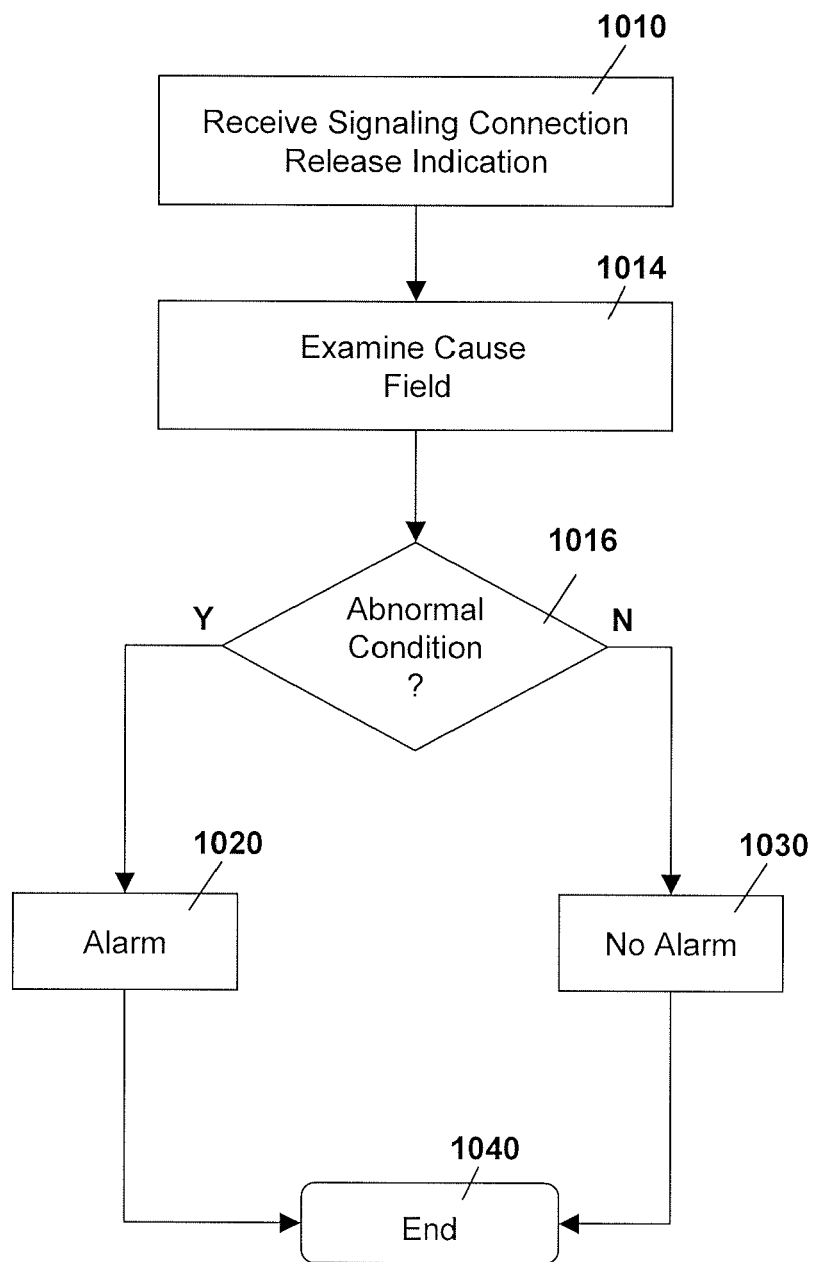 1010
Receive Signaling Connection
Release Indication
1014
Examine Cause
Field
1016
Y
Abnormal
Condition
?
N
1020
Alarm
1030
No Alarm
1040
End